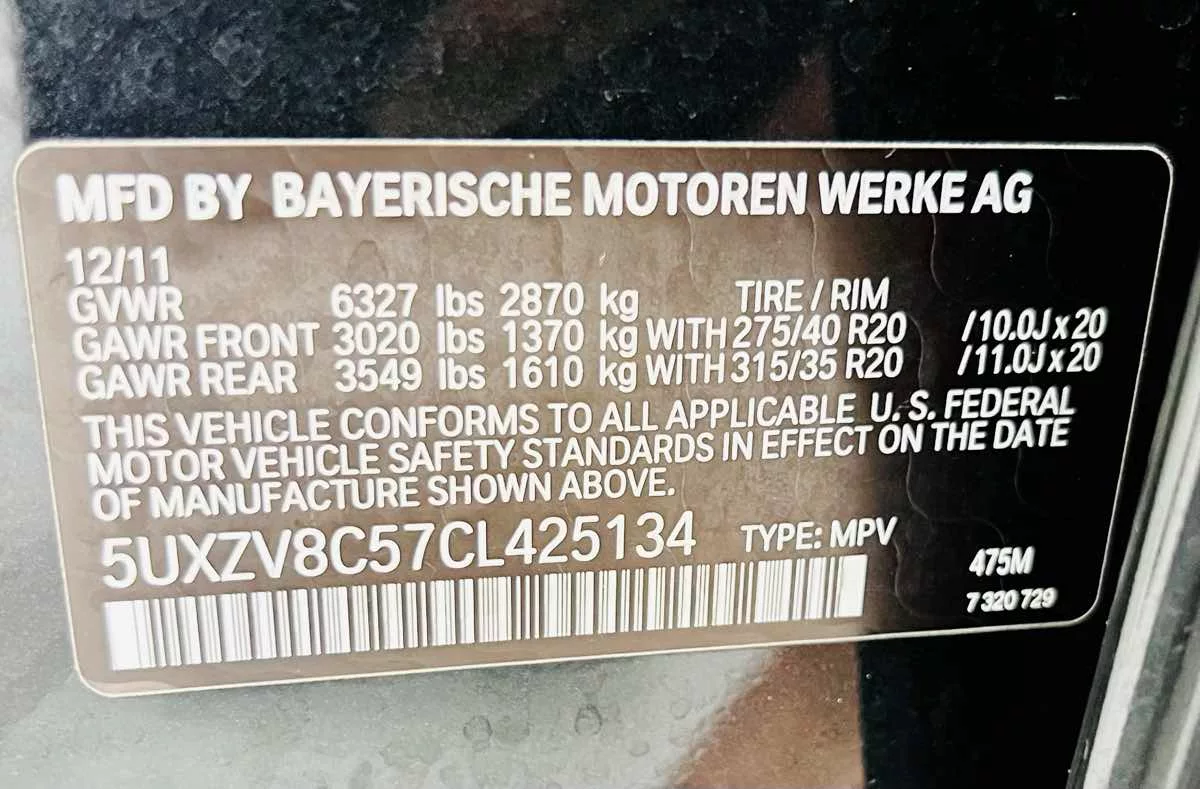 MFD BY BAYERISCHE MOTOREN WERKE AG
12/11
GVWR 6327 lbs 2870 kg TIRE / RIM
GAWR FRONT 3020 lbs 1370 kg WITH 275/40 R20 /10.0J x 20
GAWR REAR 3549 lbs 1610 kg WITH 315/35 R20 /11.0J x 20
THIS VEHICLE CONFORMS TO ALL APPLICABLE U. S. FEDERAL
MOTOR VEHICLE SAFETY STANDARDS IN EFFECT ON THE DATE
OF MANUFACTURE SHOWN ABOVE.
5UXZV8C57CL425134 TYPE: MPV
475M
7 320 729